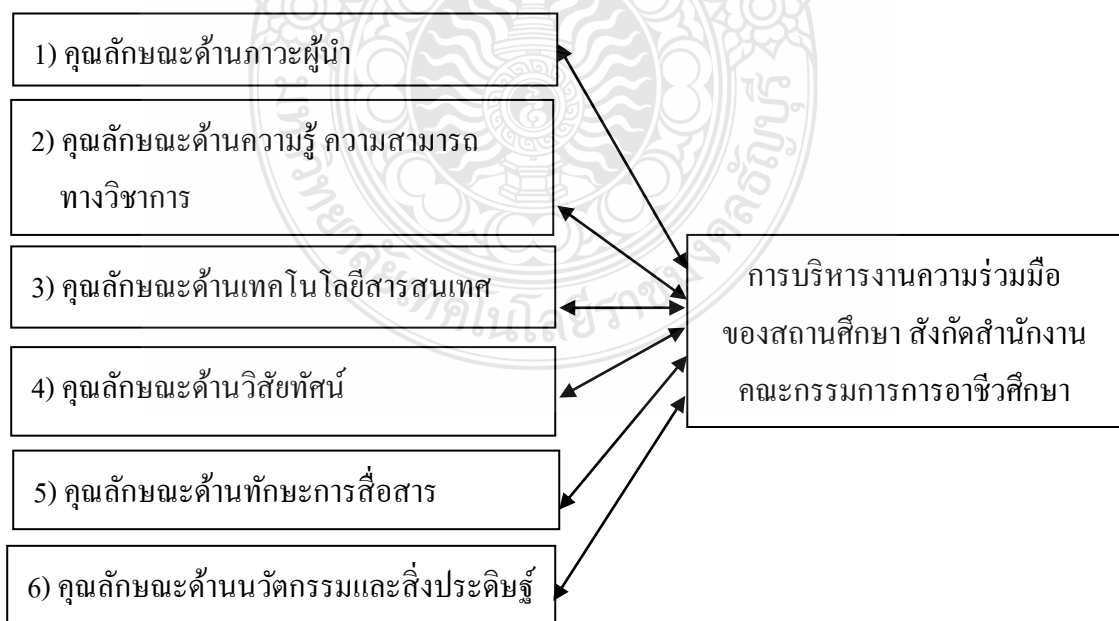 1) คุณลักษณะด้านภาวะผู้นำ
2) คุณลักษณะด้านความรู้ ความสามารถ
ทางวิชาการ
3) คุณลักษณะด้านเทคโนโลยีสารสนเทศ
4) คุณลักษณะด้านวิสัยทัศน์
5) คุณลักษณะด้านทักษะการสื่อสาร
6) คุณลักษณะด้านนวัตกรรมและสิ่งประดิษฐ์
การบริหารงานความร่วมมือ
ของสถานศึกษา สังกัดสำนักงาน
คณะกรรมการการอาชีวศึกษา